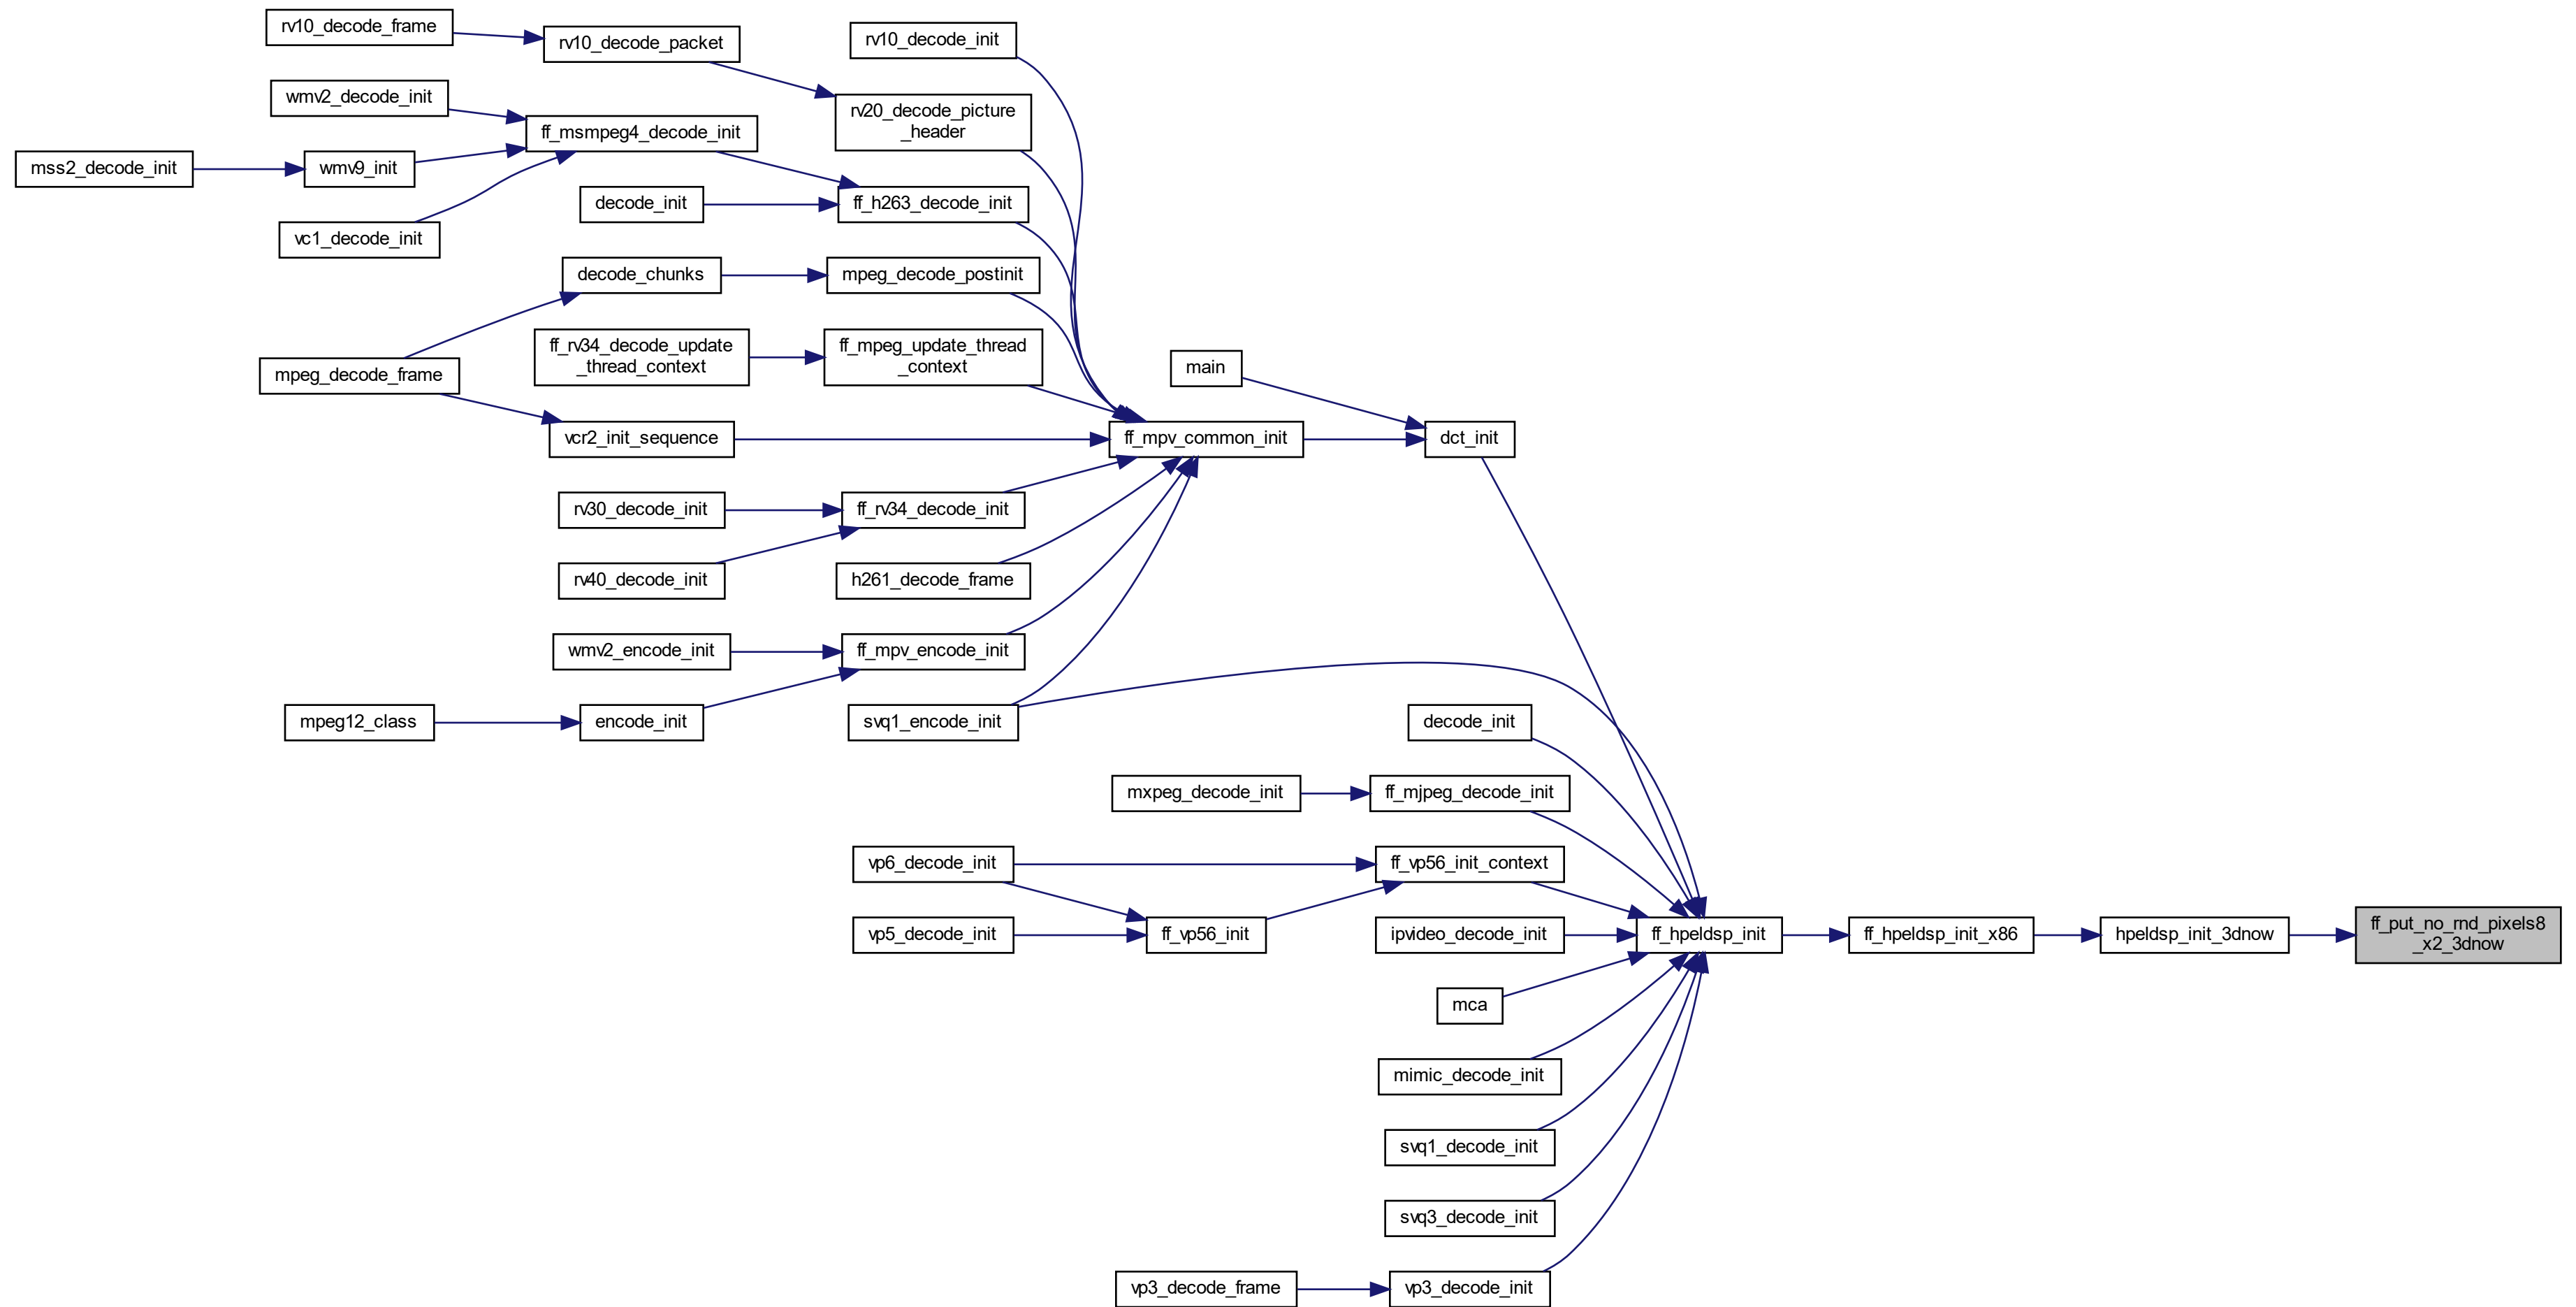 rv10_decode_frame
rv10_decode_packet
rv10_decode_init
wmv2_decode_init
rv20_decode_picture
_header
ff_msmpeg4_decode_init
mss2_decode_init
wmv9_init
decode_init
ff_h263_decode_init
vc1_decode_init
decode_chunks
mpeg_decode_postinit
ff_rv34_decode_update
_thread_context
ff_mpeg_update_thread
_context
main
mpeg_decode_frame
vcr2_init_sequence
ff_mpv_common_init
dct_init
rv30_decode_init
ff_rv34_decode_init
rv40_decode_init
h261_decode_frame
wmv2_encode_init
ff_mpv_encode_init
mpeg12_class
encode_init
svq1_encode_init
decode_init
mxpeg_decode_init
ff_mjpeg_decode_init
vp6_decode_init
ff_vp56_init_context
vp5_decode_init
ff_vp56_init
ipvideo_decode_init
ff_hpeldsp_init
ff_hpeldsp_init_x86
hpeldsp_init_3dnow
ff_put_no_rnd_pixels8
_x2_3dnow
mca
mimic_decode_init
svq1_decode_init
svq3_decode_init
vp3_decode_frame
vp3_decode_init